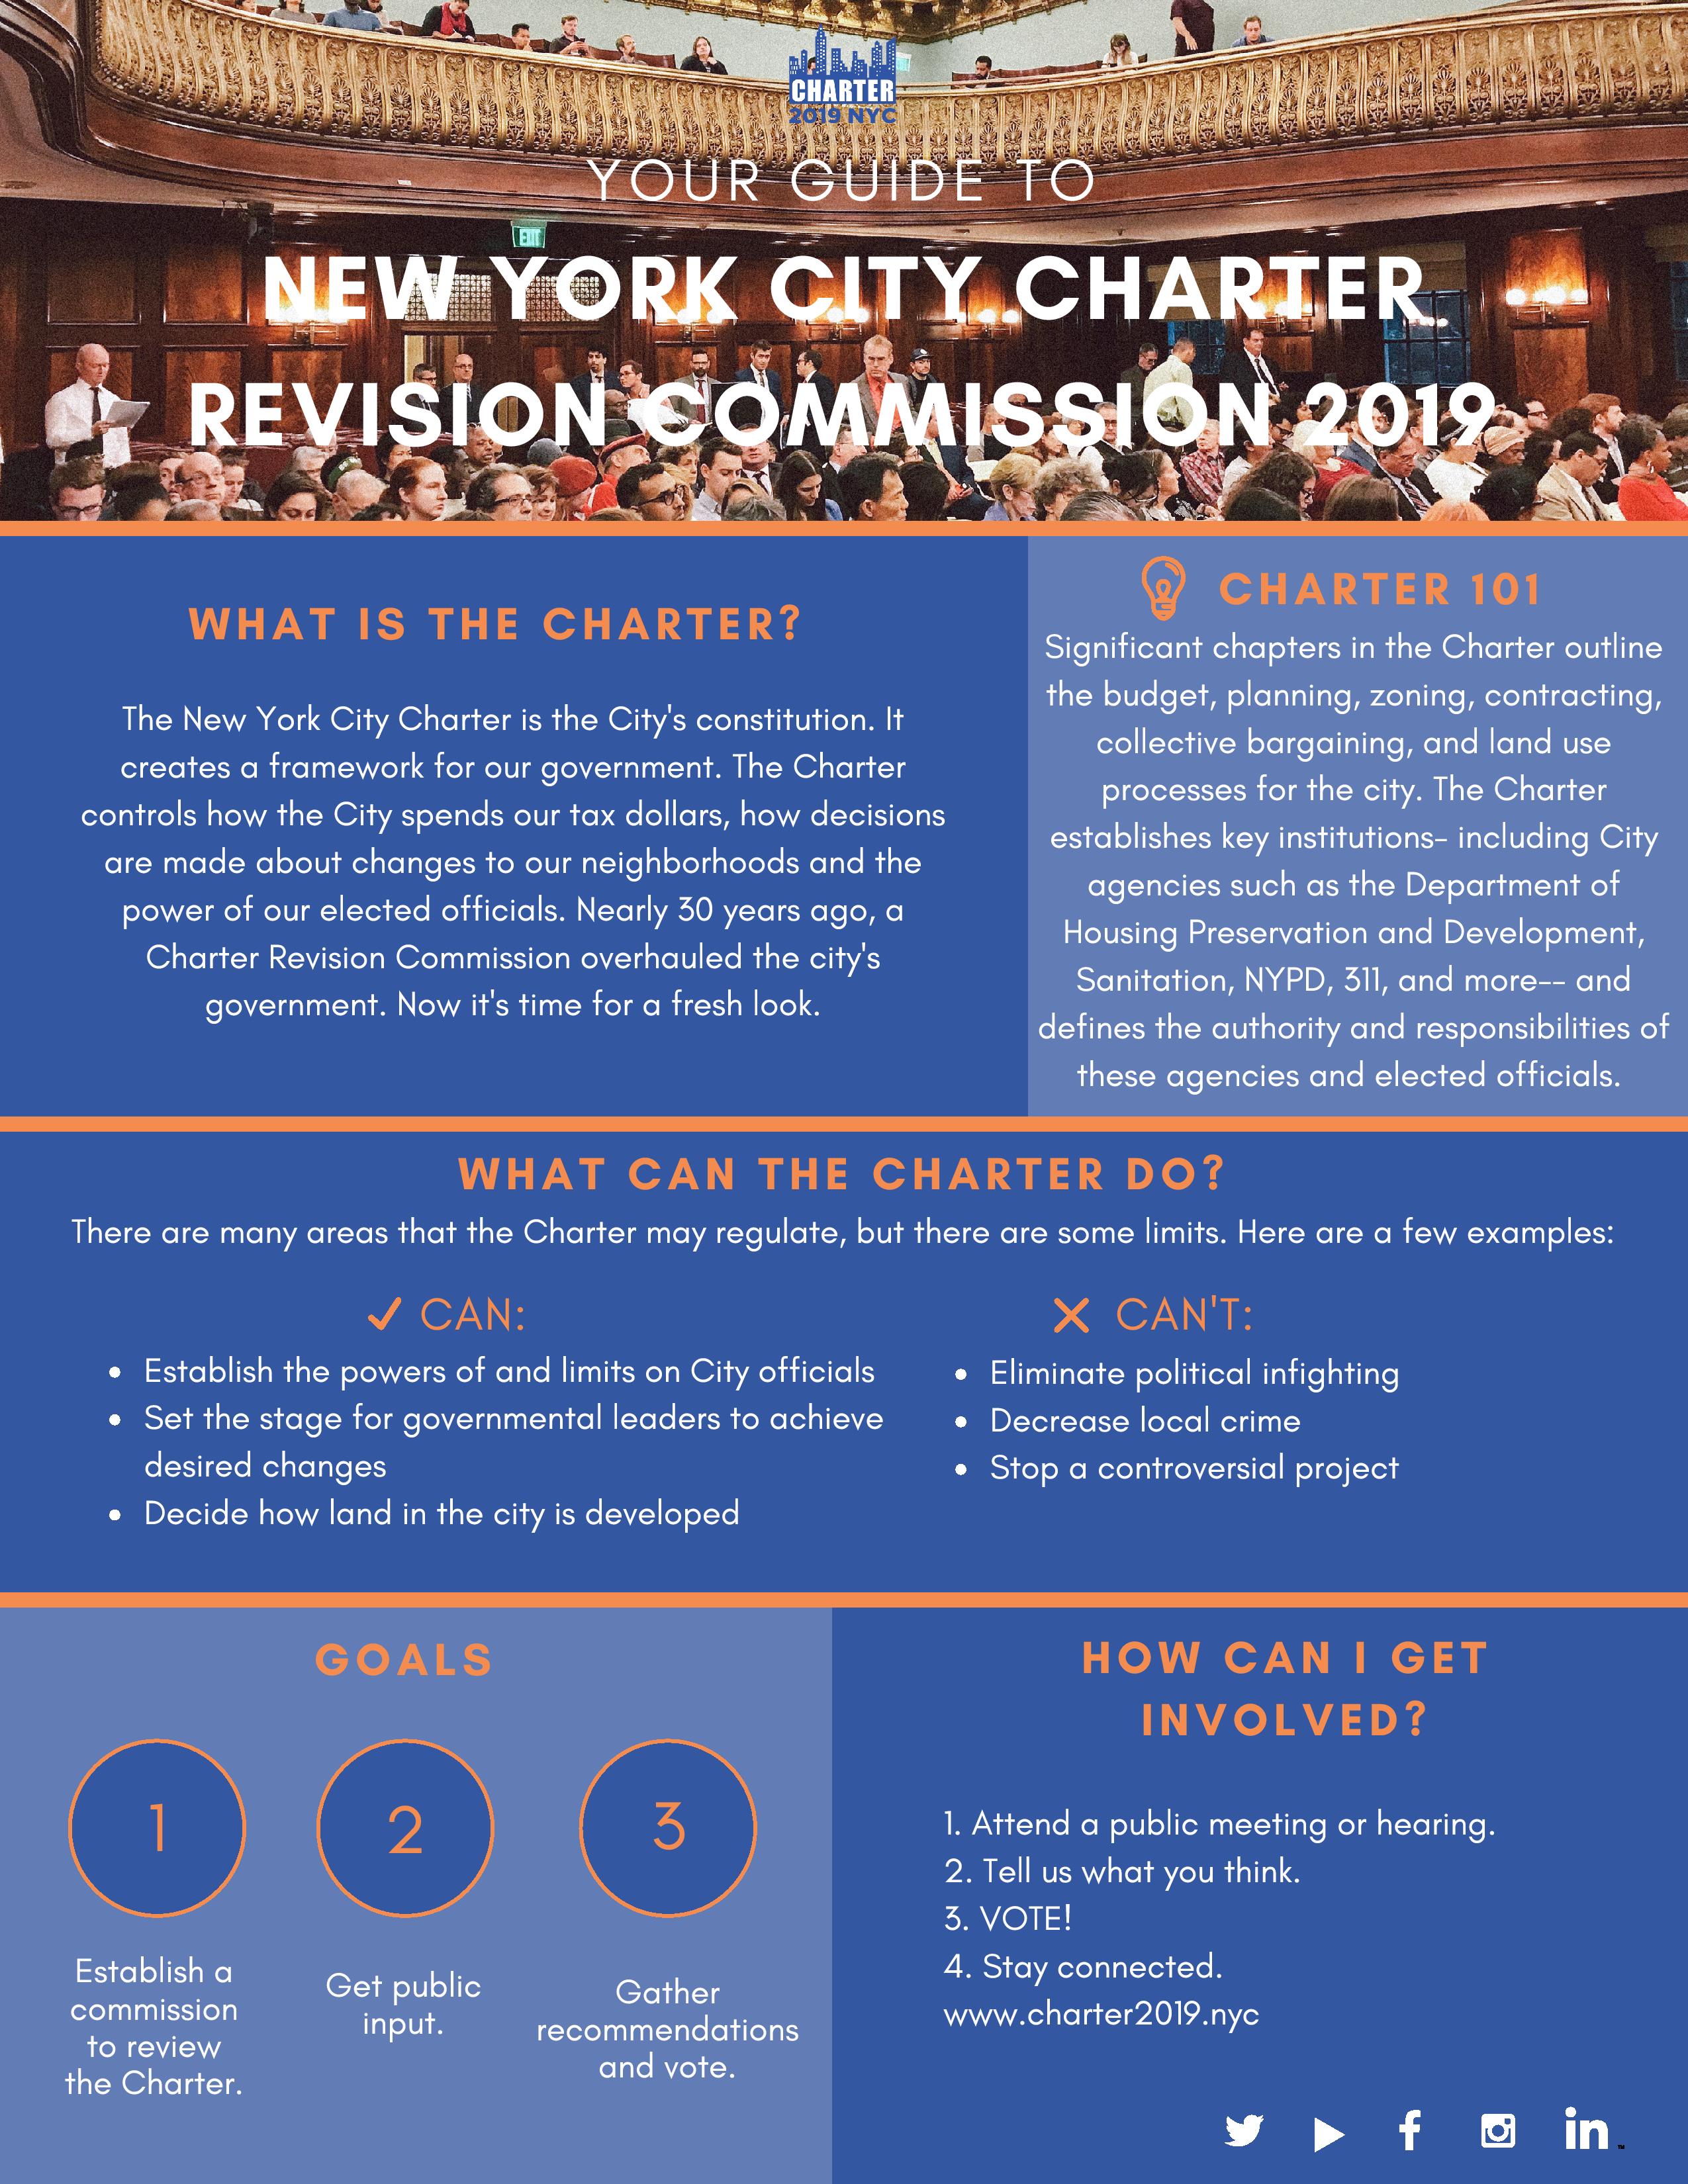 CHARTER
2019 NYC
YOUR GUIDE TO
EXIT
NEW YORK CITY CHARTER
REVISION COMMISSION 2019
WHAT IS THE CHARTER?
The New York City Charter is the City's constitution. It
creates a framework for our government. The Charter
controls how the City spends our tax dollars, how decisions
are made about changes to our neighborhoods and the
power of our elected officials. Nearly 30 years ago, a
Charter Revision Commission overhauled the city's
government. Now it's time for a fresh look.
CHARTER 101
Significant chapters in the Charter outline
the budget, planning, zoning, contracting,
collective bargaining, and land use
processes for the city. The Charter
establishes key institutions- including City
agencies such as the Department of
Housing Preservation and Development,
Sanitation, NYPD, 311, and more-- and
defines the authority and responsibilities of
these agencies and elected officials.
WHAT CAN THE CHARTER DO?
There are many areas that the Charter may regulate, but there are some limits. Here are a few examples:
CAN:
• Establish the powers of and limits on City officials
• Set the stage for governmental leaders to achieve
desired changes
• Decide how land in the city is developed
CAN'T:
• Eliminate political infighting
• Decrease local crime
• Stop a controversial project
GOALS
1
Establish a
commission
to review
the Charter.
2
Get public
input.
3
Gather
recommendations
and vote.
HOW CAN I GET
INVOLVED?
1. Attend a public meeting or hearing.
2. Tell us what you think.
3. VOTE!
4. Stay connected.
www.charter2019.nyc
in